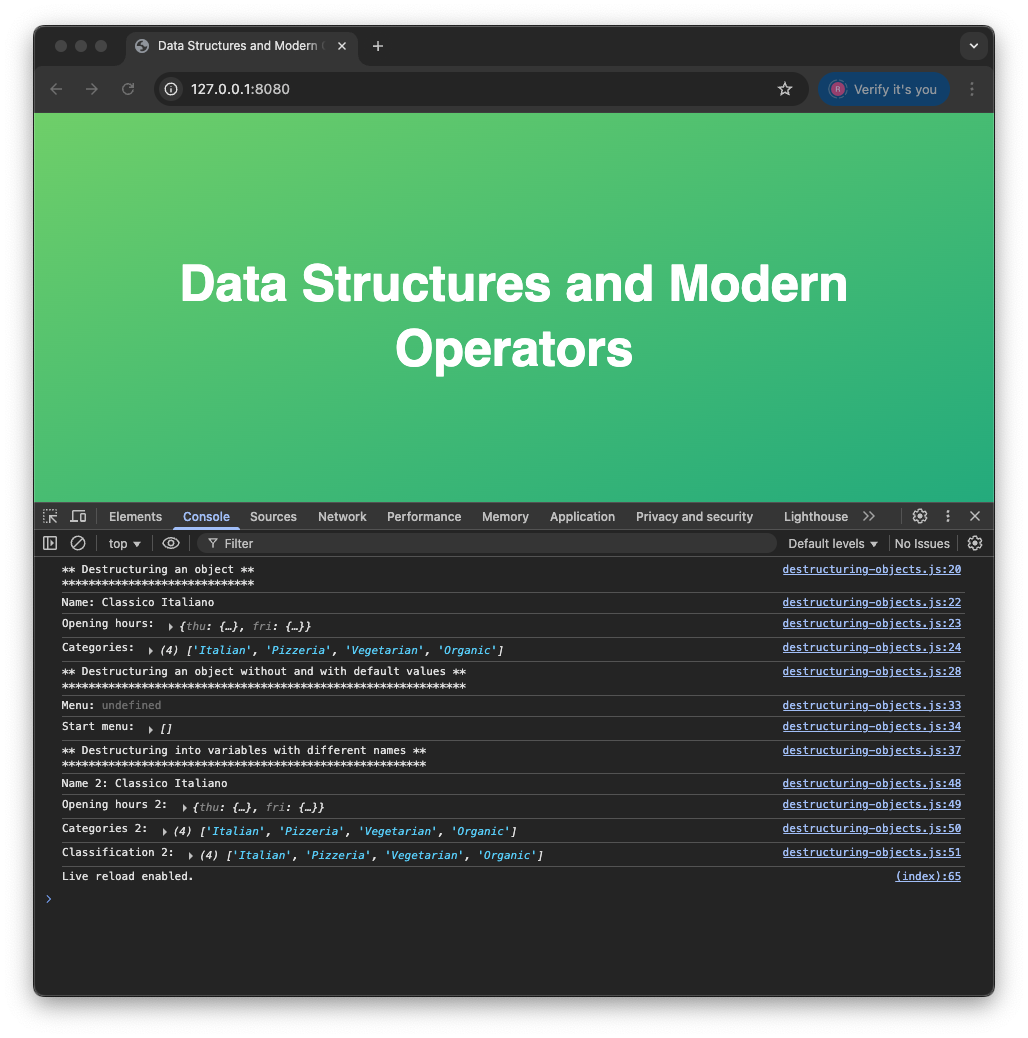 Data Structures and Modern
127.0.0.1:8080
R
Verify it's you
Data Structures and Modern
Operators
Elements Console Sources Network Performance Memory Application Privacy and security Lighthouse
top Filter Default levels No Issues
** Destructuring an object ** destructuring-objects.js:20
*****************************
Name: Classico Italiano destructuring-objects.js:22
Opening hours: {thu: {…}, fri: {…}} destructuring-objects.js:23
Categories: (4) ['Italian', 'Pizzeria', 'Vegetarian', 'Organic'] destructuring-objects.js:24
** Destructuring an object without and with default values ** destructuring-objects.js:28
*************************************************************
Menu: undefined destructuring-objects.js:33
Start menu: [] destructuring-objects.js:34
** Destructuring into variables with different names ** destructuring-objects.js:37
*******************************************************
Name 2: Classico Italiano destructuring-objects.js:48
Opening hours 2: {thu: {…}, fri: {…}} destructuring-objects.js:49
Categories 2: (4) ['Italian', 'Pizzeria', 'Vegetarian', 'Organic'] destructuring-objects.js:50
Classification 2: (4) ['Italian', 'Pizzeria', 'Vegetarian', 'Organic'] destructuring-objects.js:51
Live reload enabled. (index):65